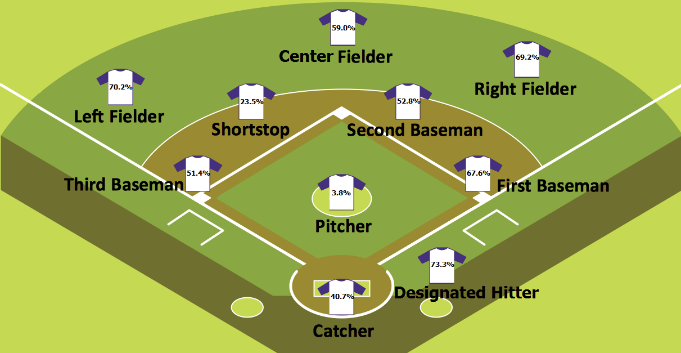 59.0%
Center Fielder
69.2%
Right Fielder
70.2%
Left Fielder
23.5%
Shortstop
52.8%
Second Baseman
51.4%
Third Baseman
67.6%
First Baseman
3.8%
Pitcher
73.3%
Designated Hitter
40.7%
Catcher